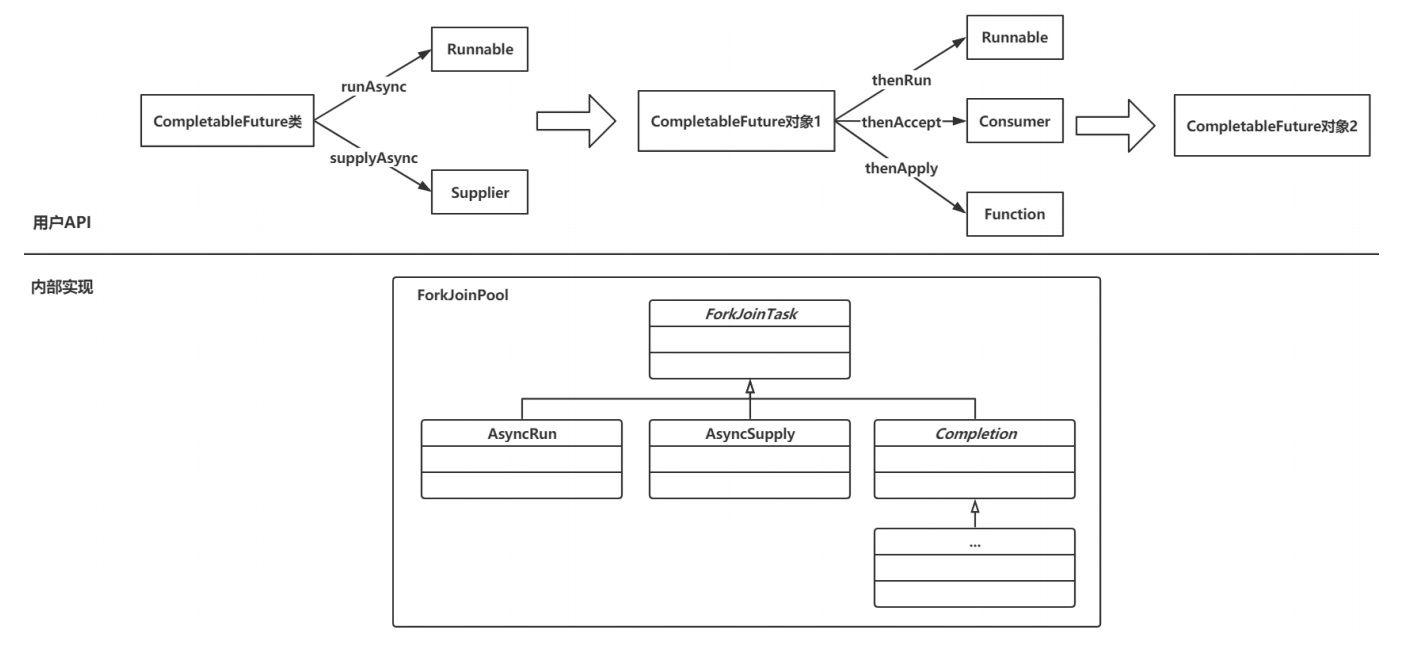 Runnable
runAsync
CompletableFuture类
supplyAsync
Supplier
CompletableFuture对象1
Runnable
thenRun
thenAccept
Consumer
thenApply
Function
CompletableFuture对象2
用户API
内部实现
ForkJoinPool
ForkJoinTask
AsyncRun
AsyncSupply
Completion
...